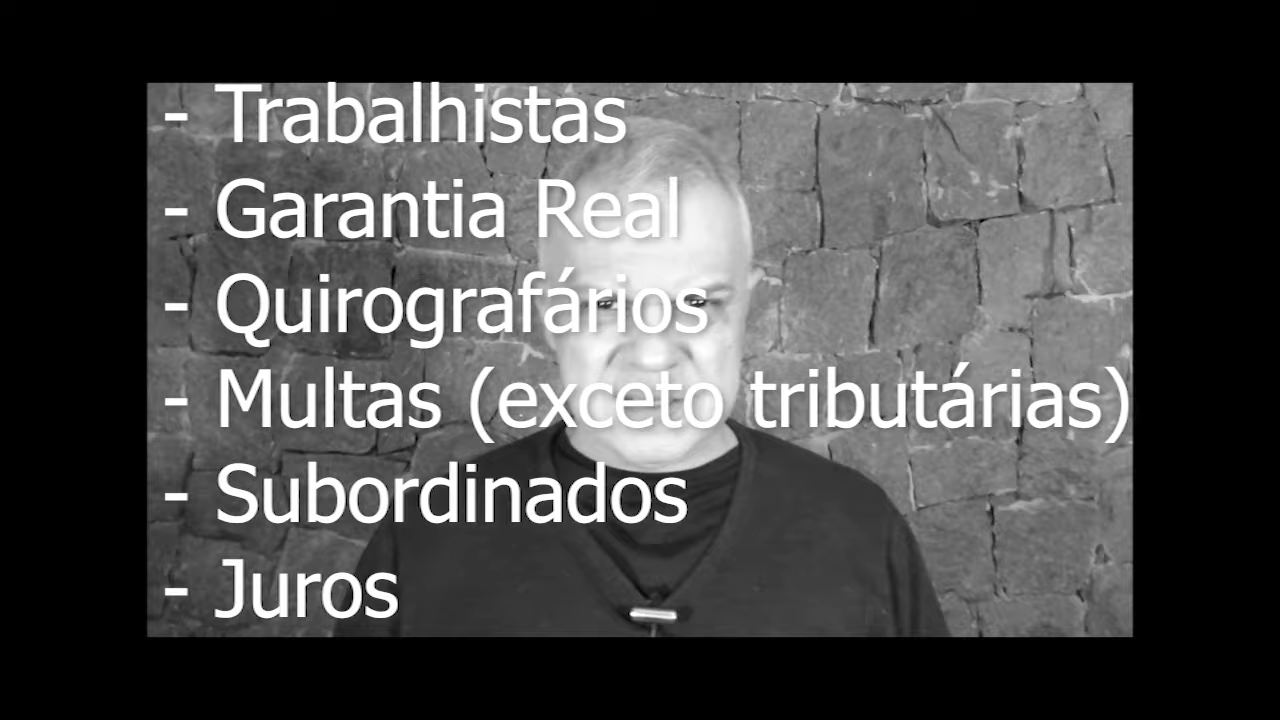 - Trabalhistas
- Garantia Real
- Quirografários
- Multas (exceto tributárias)
- Subordinados
- Juros